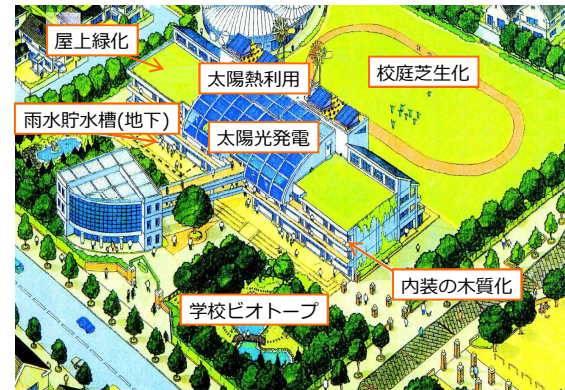 屋上緑化
太陽熱利用
校庭芝生化
雨水貯水槽(地下)
太陽光発電
内装の木質化
学校ビオトープ